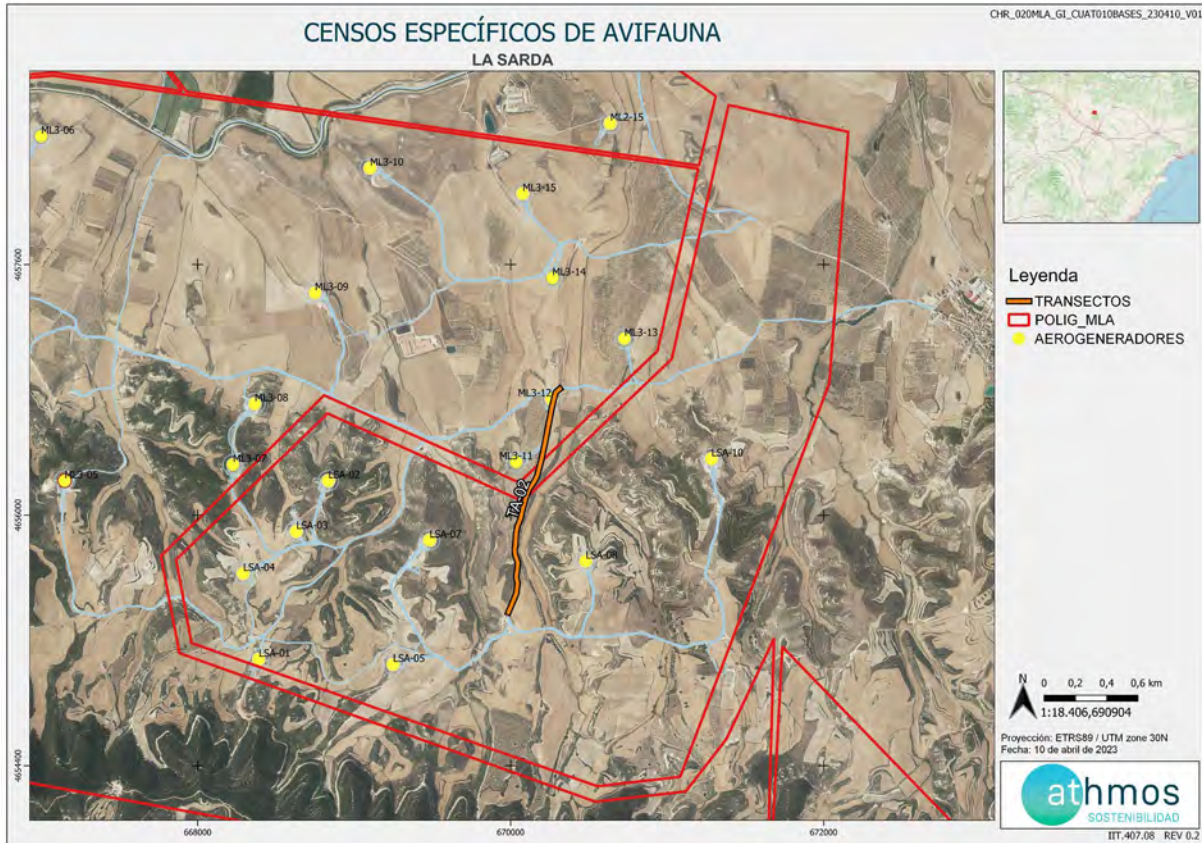 CHR_020MLA_GI_CUAT010BASES_230410_V01
CENSOS ESPECÍFICOS DE AVIFAUNA
LA SARDA
ML3-06
ML2-15
ML3-10
ML3-15
4657600
ML3-14
ML3-09
ML3-13
ML3-12
ML3-08
ML3-11
ML3-07
LSA-10
ML3-05
LSA-02
TA-02
4656000
LSA-03
LSA-07
LSA-08
LSA-04
LSA-01
LSA-05
4654400
668000
670000
672000
Leyenda
TRANSECTOS
POLIG_MLA
AEROGENERADORES
N
0 0,2 0,4 0,6 km
1:18.406,690904
Proyección: ETRS89 / UTM zone 30N
Fecha: 10 de abril de 2023
athmos
SOSTENIBILIDAD
IIT.407.08 REV 0.2